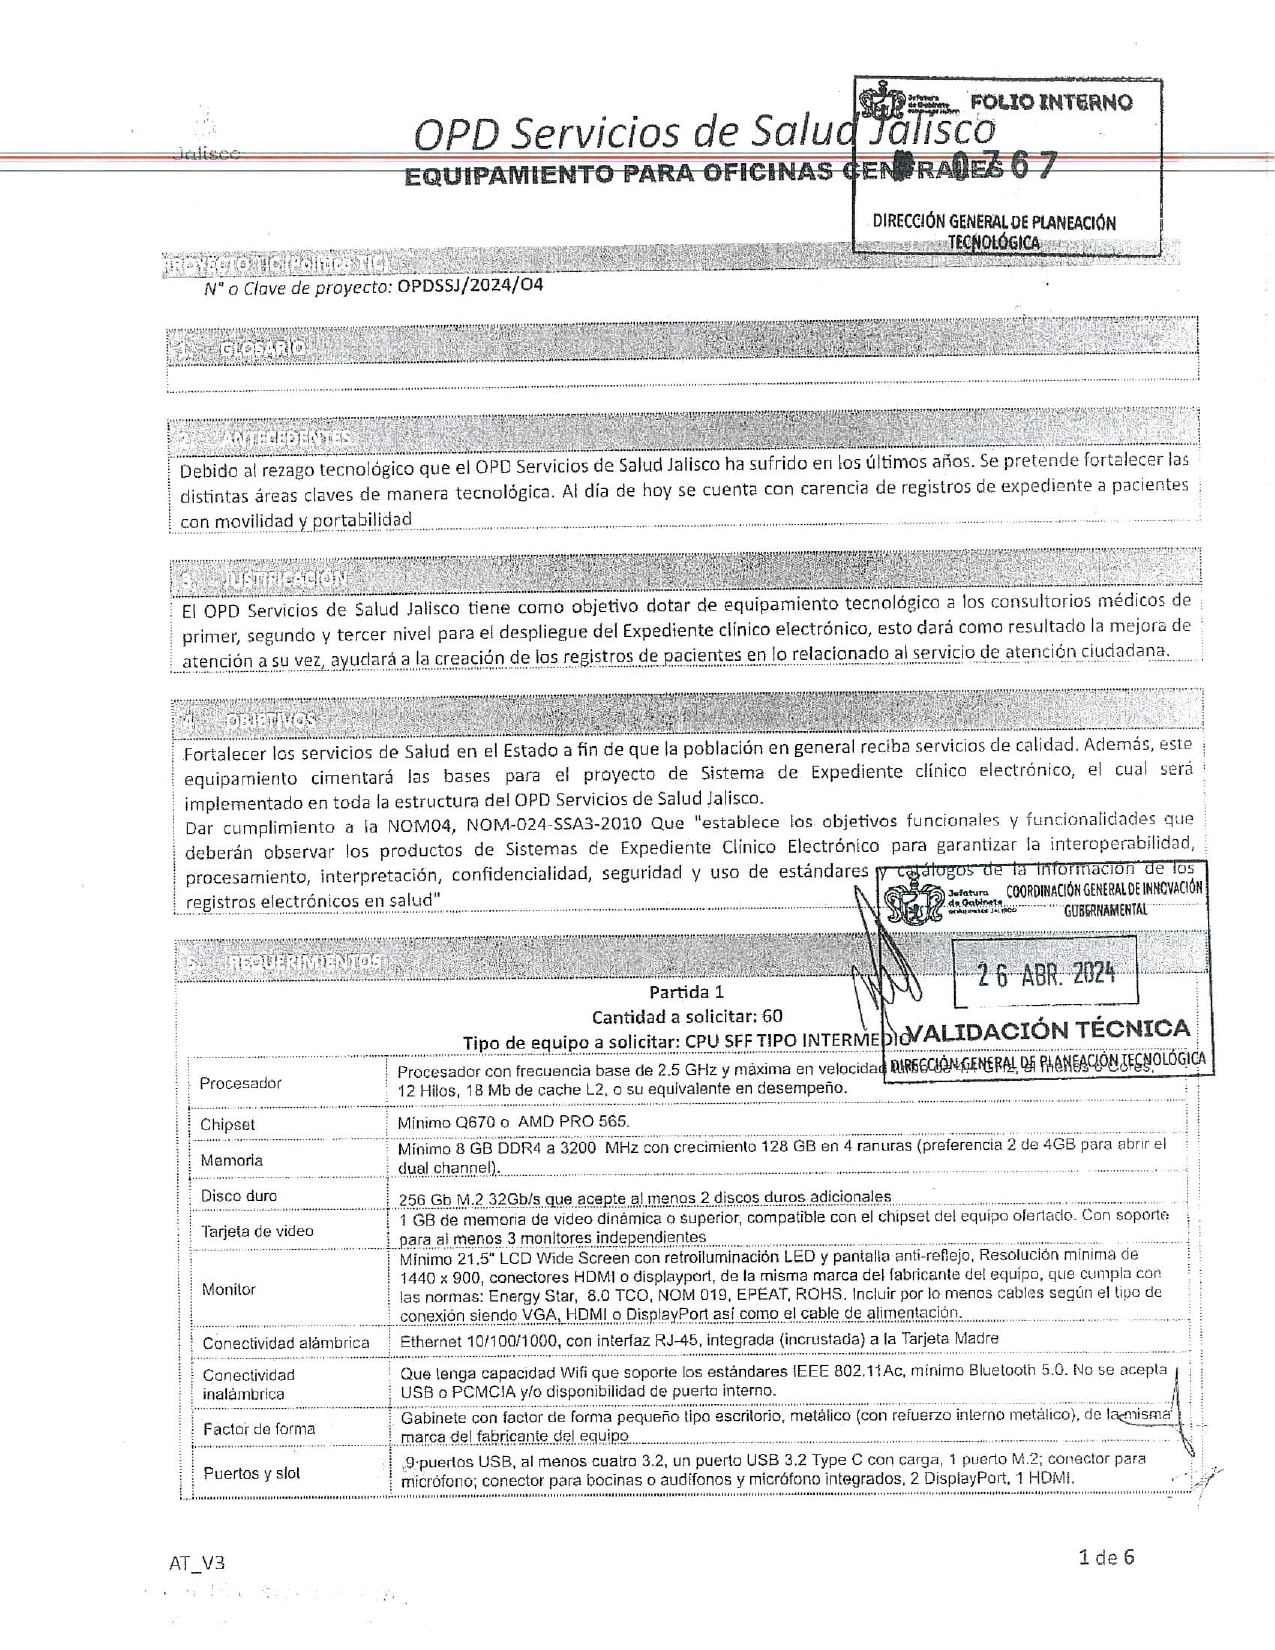 Jalisco
OPD Servicios de Salud Jalisco
EQUIPAMIENTO PARA OFICINAS CENTRALES
Jefatura de Gabinete
FOLIO INTERNO
0767
DIRECCIÓN GENERAL DE PLANEACIÓN
TECNOLÓGICA
PROYECTO TIC (Política TIC)
N° o Clave de proyecto: OPDSSJ/2024/04
1. GLOSARIO
2. ANTECEDENTES
Debido al rezago tecnológico que el OPD Servicios de Salud Jalisco ha sufrido en los últimos años. Se pretende fortalecer las
distintas áreas claves de manera tecnológica. Al día de hoy se cuenta con carencia de registros de expediente a pacientes
con movilidad y portabilidad
3. JUSTIFICACIÓN
El OPD Servicios de Salud Jalisco tiene como objetivo dotar de equipamiento tecnológico a los consultorios médicos de
primer, segundo y tercer nivel para el despliegue del Expediente clínico electrónico, esto dará como resultado la mejora de
atención a su vez, ayudará a la creación de los registros de pacientes en lo relacionado al servicio de atención ciudadana.
4. OBJETIVOS
Fortalecer los servicios de Salud en el Estado a fin de que la población en general reciba servicios de calidad. Además, este
equipamiento cimentará las bases para el proyecto de Sistema de Expediente clínico electrónico, el cual será
implementado en toda la estructura del OPD Servicios de Salud Jalisco.
Dar cumplimiento a la NOM04, NOM-024-SSA3-2010 Que "establece los objetivos funcionales y funcionalidades que
deberán observar los productos de Sistemas de Expediente Clínico Electrónico para garantizar la interoperabilidad,
procesamiento, interpretación, confidencialidad, seguridad y uso de estándares y catálogos de la información de los
registros electrónicos en salud"
Jefatura de Gabinete
COORDINACIÓN GENERAL DE INNOVACIÓN
GUBERNAMENTAL
26 ABR. 2024
VALIDACIÓN TÉCNICA
DIRECCIÓN GENERAL DE PLANEACIÓN TECNOLÓGICA
5. REQUERIMIENTOS
Partida 1
Cantidad a solicitar: 60
Tipo de equipo a solicitar: CPU SFF TIPO INTERMEDIO
Procesador
Procesador con frecuencia base de 2.5 GHz y máxima en velocidad
12 Hilos, 18 Mb de cache L2, o su equivalente en desempeño.
Chipset
Mínimo Q670 o AMD PRO 565.
Memoria
Mínimo 8 GB DDR4 a 3200 MHz con crecimiento 128 GB en 4 ranuras (preferencia 2 de 4GB para abrir el
dual channel).
Disco duro
256 Gb M.2 32Gb/s que acepte al menos 2 discos duros adicionales
Tarjeta de video
1 GB de memoria de video dinámica o superior, compatible con el chipset del equipo ofertado. Con soporte
para al menos 3 monitores independientes
Monitor
Mínimo 21.5" LCD Wide Screen con retroiluminación LED y pantalla anti-reflejo, Resolución mínima de
1440 x 900, conectores HDMI o displayport, de la misma marca del fabricante del equipo, que cumpla con
las normas: Energy Star, 8.0 TCO, NOM 019, EPEAT, ROHS. Incluir por lo menos cables según el tipo de
conexión siendo VGA, HDMI o DisplayPort así como el cable de alimentación.
Conectividad alámbrica
Ethernet 10/100/1000, con interfaz RJ-45, integrada (incrustada) a la Tarjeta Madre
Conectividad
inalámbrica
Que tenga capacidad Wifi que soporte los estándares IEEE 802.11Ac, mínimo Bluetooth 5.0. No se acepta
USB o PCMCIA y/o disponibilidad de puerto interno.
Factor de forma
Gabinete con factor de forma pequeño tipo escritorio, metálico (con refuerzo interno metálico), de la misma
marca del fabricante del equipo
Puertos y slot
9 puertos USB, al menos cuatro 3.2, un puerto USB 3.2 Type C con carga, 1 puerto M.2; conector para
micrófono; conector para bocinas o audífonos y micrófono integrados, 2 DisplayPort, 1 HDMI.
AT_V3
1 de 6